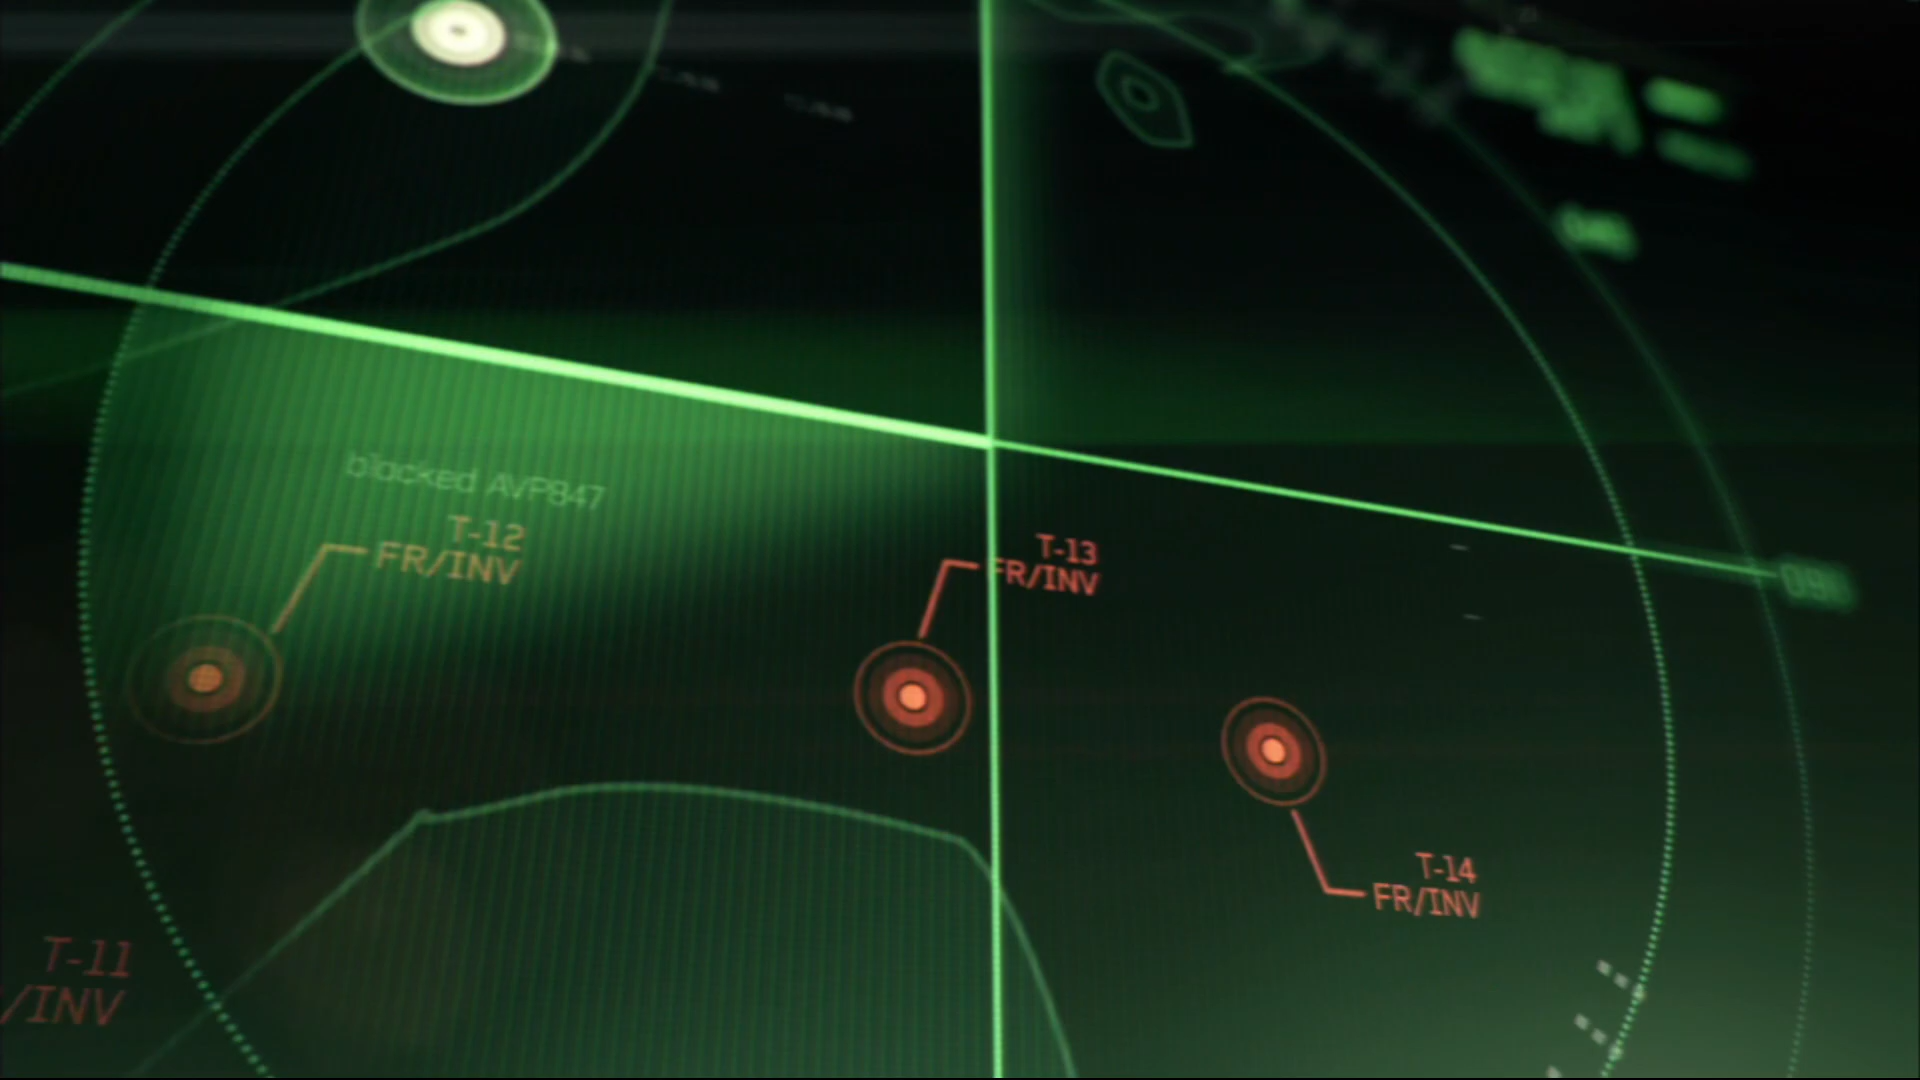 blocked AVP847
T-12
FR/INV
T-13
FR/INV
T-14
FR/INV
T-11
/INV